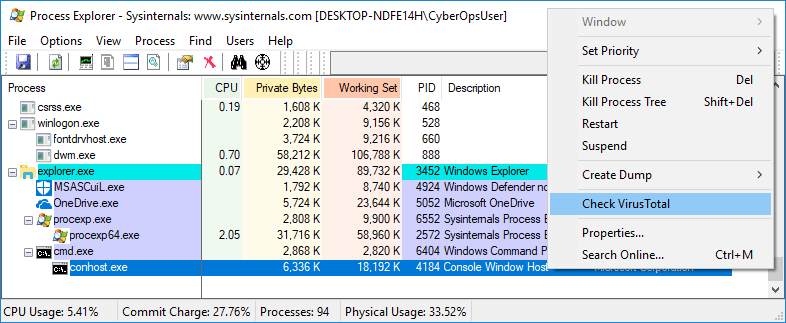 Process Explorer - Sysinternals: www.sysinternals.com [DESKTOP-NDFE14H\CyberOpsUser]
File Options View Process Find Users Help
Process CPU Private Bytes Working Set PID Description
csrss.exe 0.19 1,608 K 4,320 K 468
winlogon.exe 2,208 K 9,156 K 528
fontdrvhost.exe 3,724 K 9,216 K 660
dwm.exe 0.70 58,212 K 106,788 K 888
explorer.exe 0.07 29,428 K 89,732 K 3452 Windows Explorer
MSASCuiL.exe 1,792 K 8,740 K 4924 Windows Defender no
OneDrive.exe 5,724 K 23,644 K 5052 Microsoft OneDrive
procexp.exe 2,808 K 9,900 K 6552 Sysinternals Process E
procexp64.exe 2.05 31,716 K 58,960 K 2572 Sysinternals Process E
cmd.exe 2,868 K 2,820 K 6404 Windows Command P
conhost.exe 6,336 K 18,192 K 4184 Console Window Host Microsoft Corporation
Window
Set Priority
Kill Process Del
Kill Process Tree Shift+Del
Restart
Suspend
Create Dump
Check VirusTotal
Properties...
Search Online... Ctrl+M
CPU Usage: 5.41% Commit Charge: 27.76% Processes: 94 Physical Usage: 33.52%